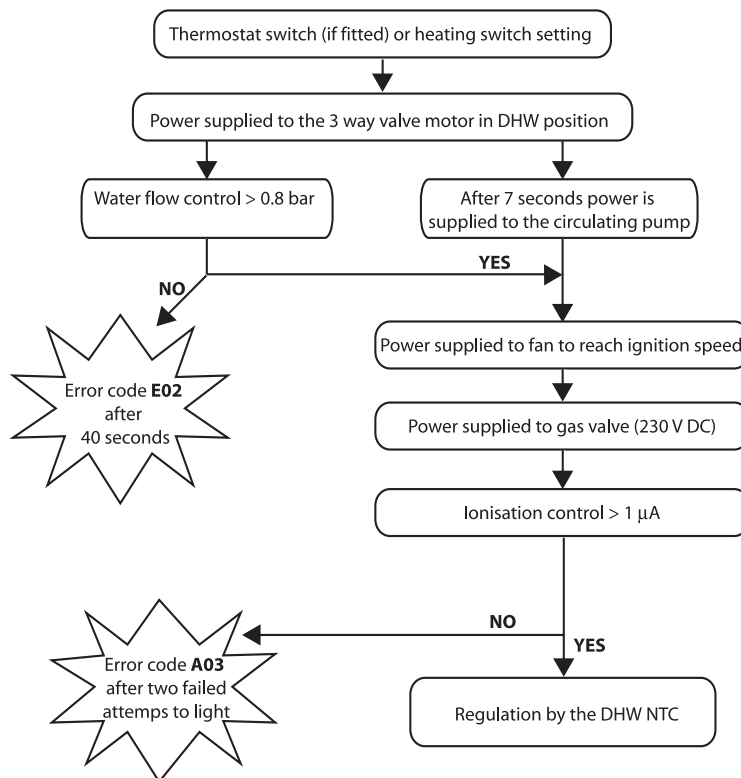 Thermostat switch (if fitted) or heating switch setting
Power supplied to the 3 way valve motor in DHW position
Water flow control > 0.8 bar
After 7 seconds power is
supplied to the circulating pump
YES
NO
Error code E02
after
40 seconds
Power supplied to fan to reach ignition speed
Power supplied to gas valve (230 V DC)
Ionisation control > 1 µA
NO
YES
Error code A03
after two failed
attemps to light
Regulation by the DHW NTC